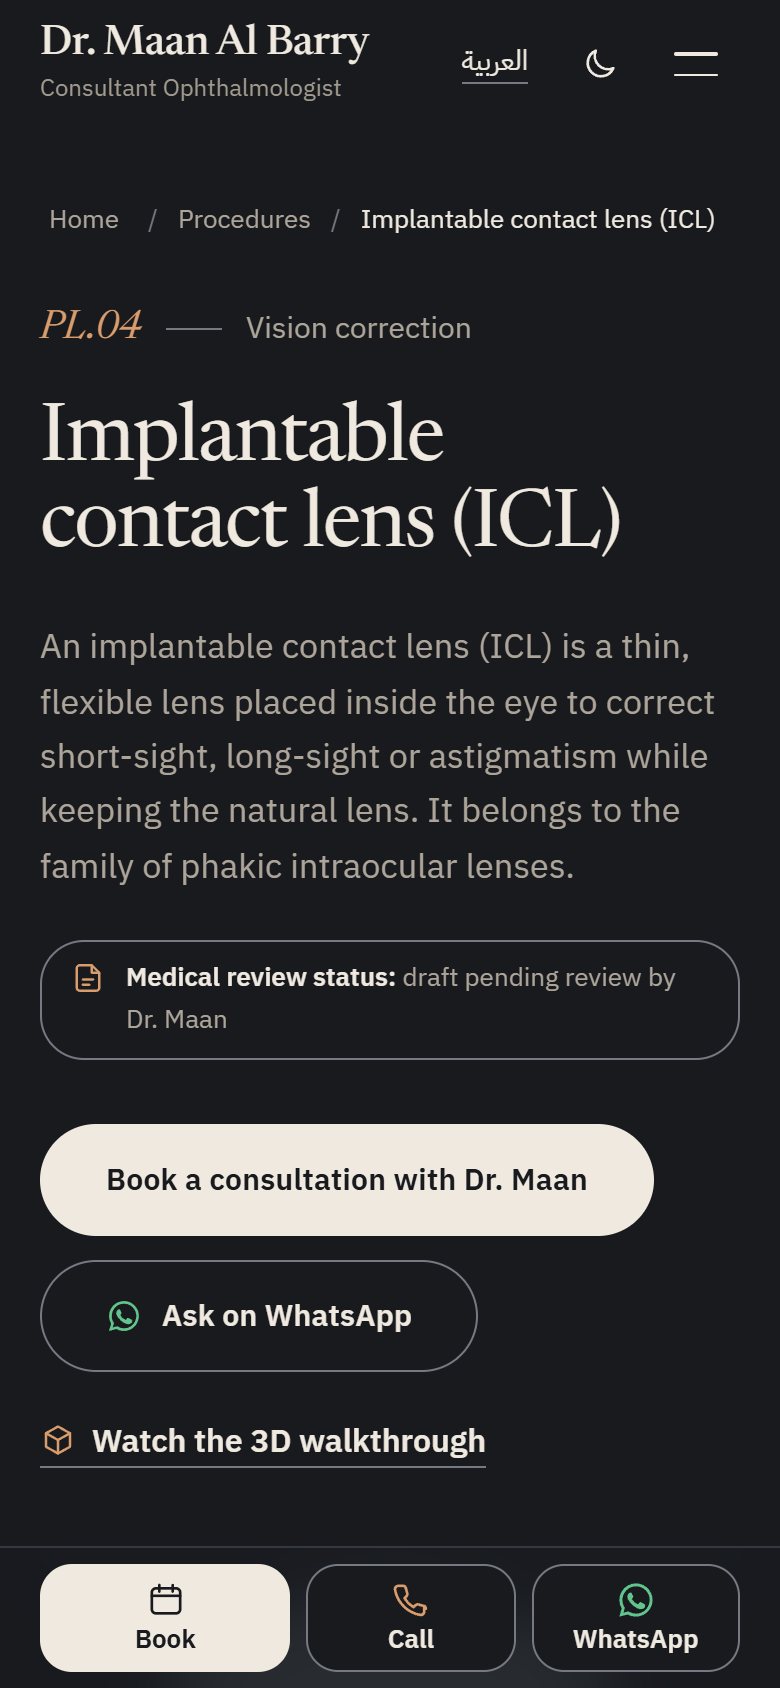 Dr. Maan Al Barry
Consultant Ophthalmologist
العربية
Home / Procedures / Implantable contact lens (ICL)
PL.04 — Vision correction
Implantable
contact lens (ICL)
An implantable contact lens (ICL) is a thin,
flexible lens placed inside the eye to correct
short-sight, long-sight or astigmatism while
keeping the natural lens. It belongs to the
family of phakic intraocular lenses.
Medical review status: draft pending review by
Dr. Maan
Book a consultation with Dr. Maan
Ask on WhatsApp
Watch the 3D walkthrough
Book
Call
WhatsApp